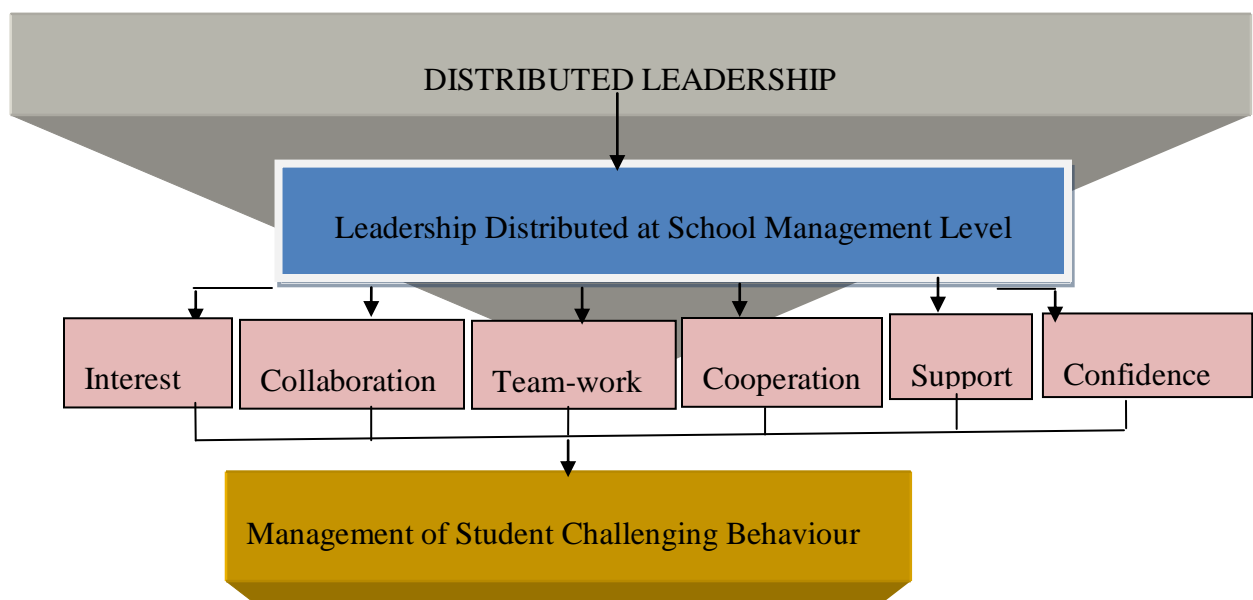 DISTRIBUTED LEADERSHIP
Leadership Distributed at School Management Level
Interest
Collaboration
Team-work
Cooperation
Support
Confidence
Management of Student Challenging Behaviour